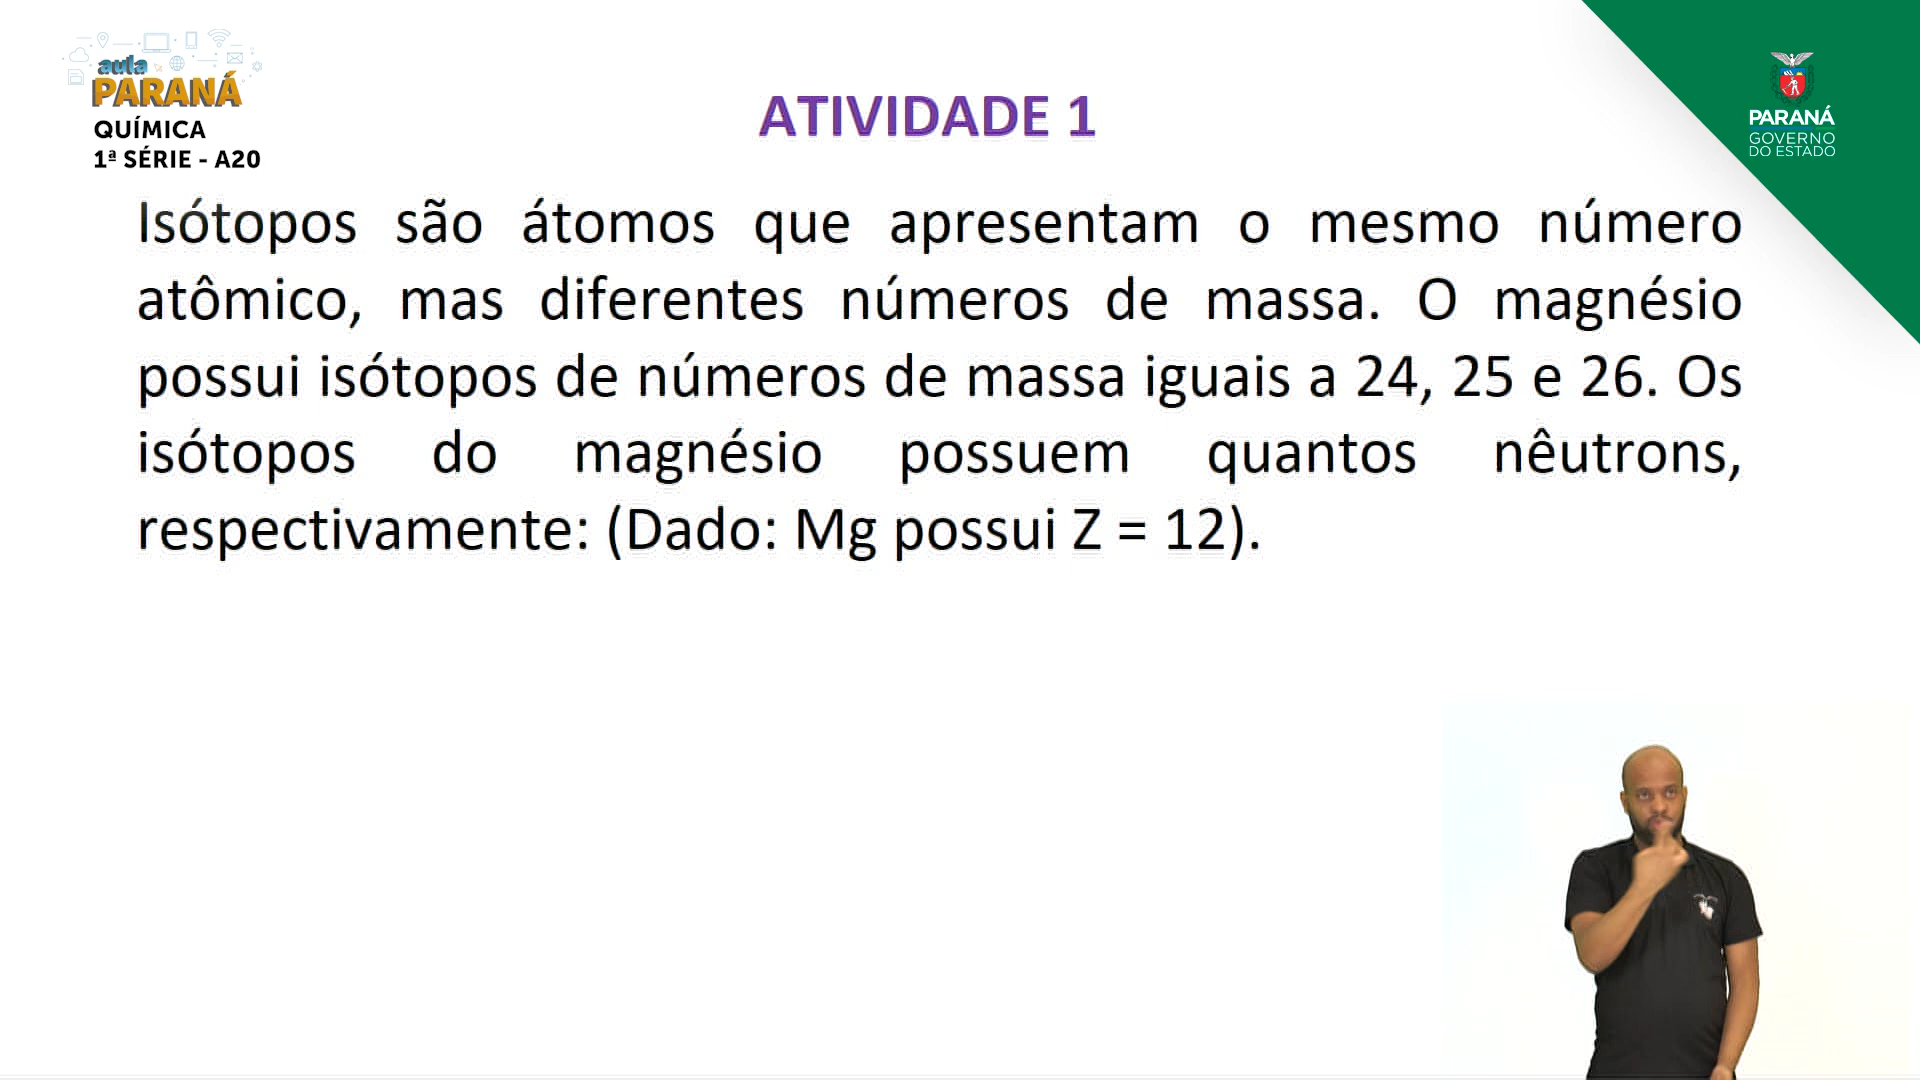 aula
PARANÁ
QUÍMICA
1ª SÉRIE - A20
ATIVIDADE 1
PARANÁ
GOVERNO
DO ESTADO
Isótopos são átomos que apresentam o mesmo número
atômico, mas diferentes números de massa. O magnésio
possui isótopos de números de massa iguais a 24, 25 e 26. Os
isótopos do magnésio possuem quantos nêutrons,
respectivamente: (Dado: Mg possui Z = 12).